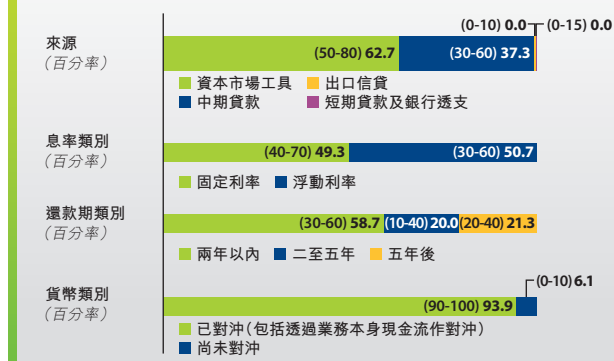 (0-10) 0.0 (0-15) 0.0
來源
(百分率)
(50-80) 62.7 (30-60) 37.3
資本市場工具 出口信貸
中期貸款 短期貸款及銀行透支
息率類別
(百分率)
(40-70) 49.3 (30-60) 50.7
固定利率 浮動利率
還款期類別
(百分率)
(30-60) 58.7 (10-40) 20.0 (20-40) 21.3
兩年以內 二至五年 五年後
(0-10) 6.1
貨幣類別
(百分率)
(90-100) 93.9
已對沖(包括透過業務本身現金流作對沖)
尚未對沖